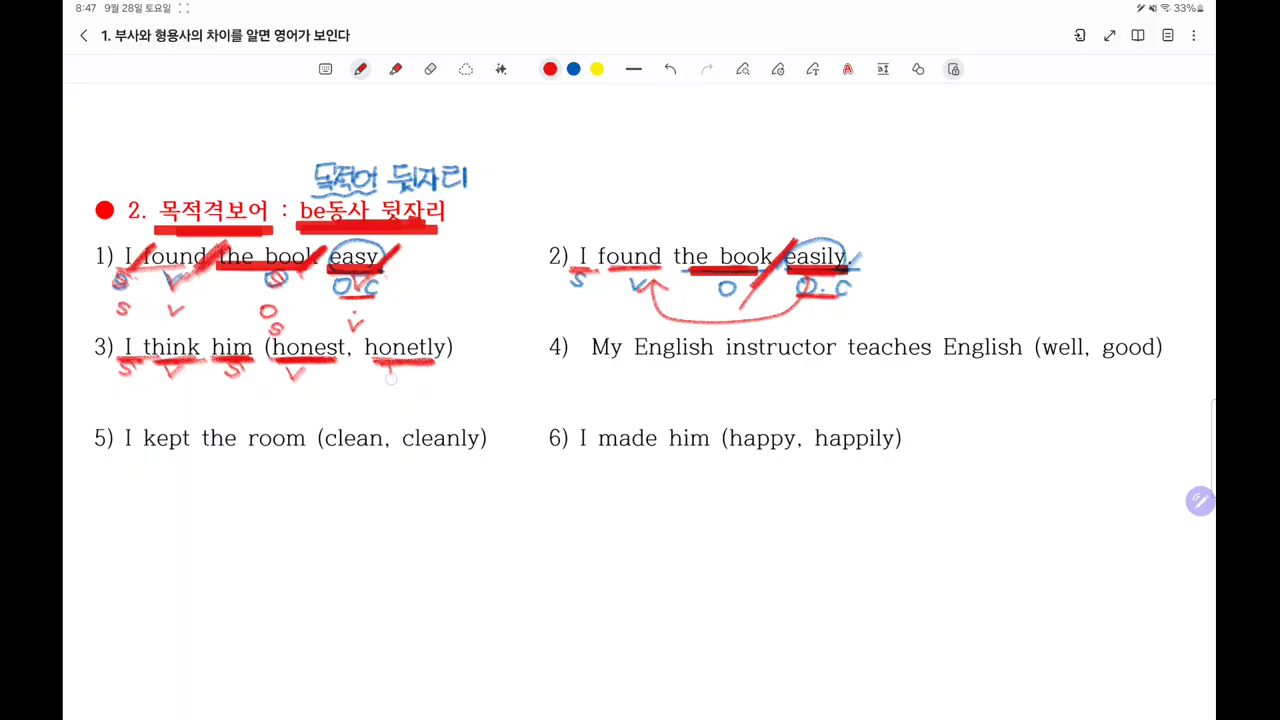 8:47 9월 28일 토요일 33%
1. 부사와 형용사의 차이를 알면 영어가 보인다
목적어 뒷자리
2. 목적격보어 : be동사 뒷자리
1) I found the book easy. 2) I found the book easily.
S V O O C S V O O.C
S V O
S V
3) I think him (honest, honetly) 4) My English instructor teaches English (well, good)
S V S V
5) I kept the room (clean, cleanly) 6) I made him (happy, happily)